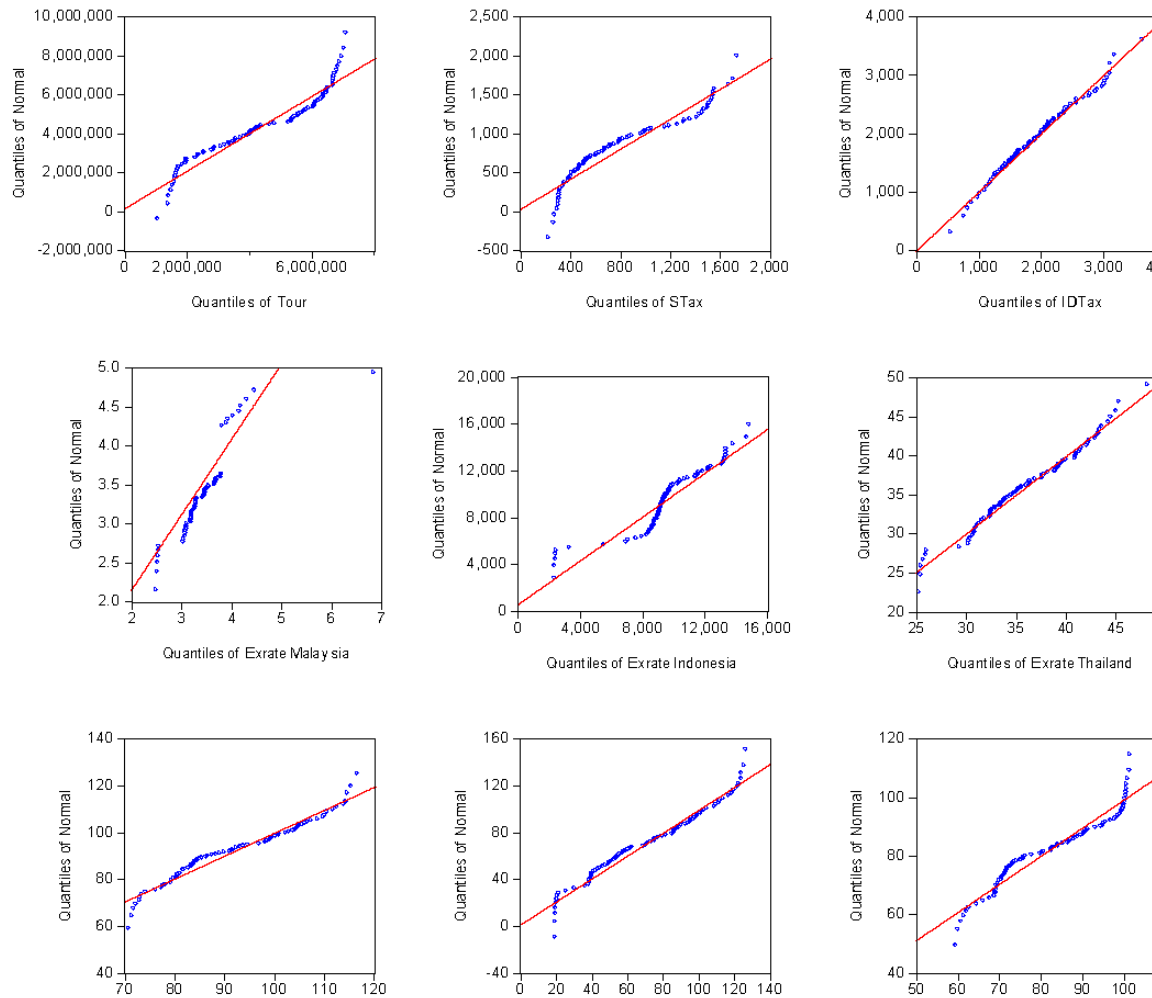 10,000,000
8,000,000
6,000,000
4,000,000
2,000,000
0
-2,000,000
Quantiles of Normal
0 2,000,000 6,000,000
Quantiles of Tour
2,500
2,000
1,500
1,000
500
0
-500
Quantiles of Normal
0 400 800 1,200 1,600 2,000
Quantiles of STax
4,000
3,000
2,000
1,000
0
Quantiles of Normal
0 1,000 2,000 3,000
Quantiles of IDTax
5.0
4.5
4.0
3.5
3.0
2.5
2.0
Quantiles of Normal
2 3 4 5 6 7
Quantiles of Exrate Malaysia
20,000
16,000
12,000
8,000
4,000
0
Quantiles of Normal
0 4,000 8,000 12,000 16,000
Quantiles of Exrate Indonesia
50
45
40
35
30
25
20
Quantiles of Normal
25 30 35 40 45
Quantiles of Exrate Thailand
140
120
100
80
60
40
Quantiles of Normal
70 80 90 100 110 120
160
120
80
40
0
-40
Quantiles of Normal
0 20 40 60 80 100 120 140
120
100
80
60
40
Quantiles of Normal
50 60 70 80 90 100